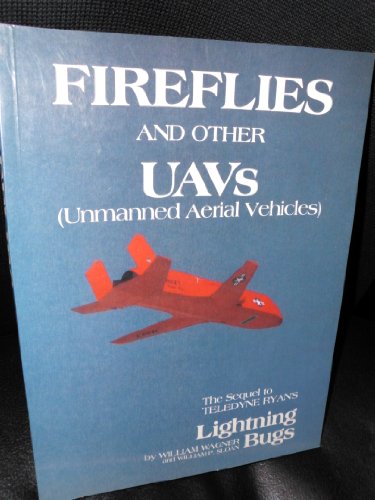 FIREFLIES
AND OTHER
UAVs
(Unmanned Aerial Vehicles)
The Sequel to
TELEDYNE RYAN'S
Lightning
Bugs
by WILLIAM WAGNER
and WILLIAM P. SLOAN